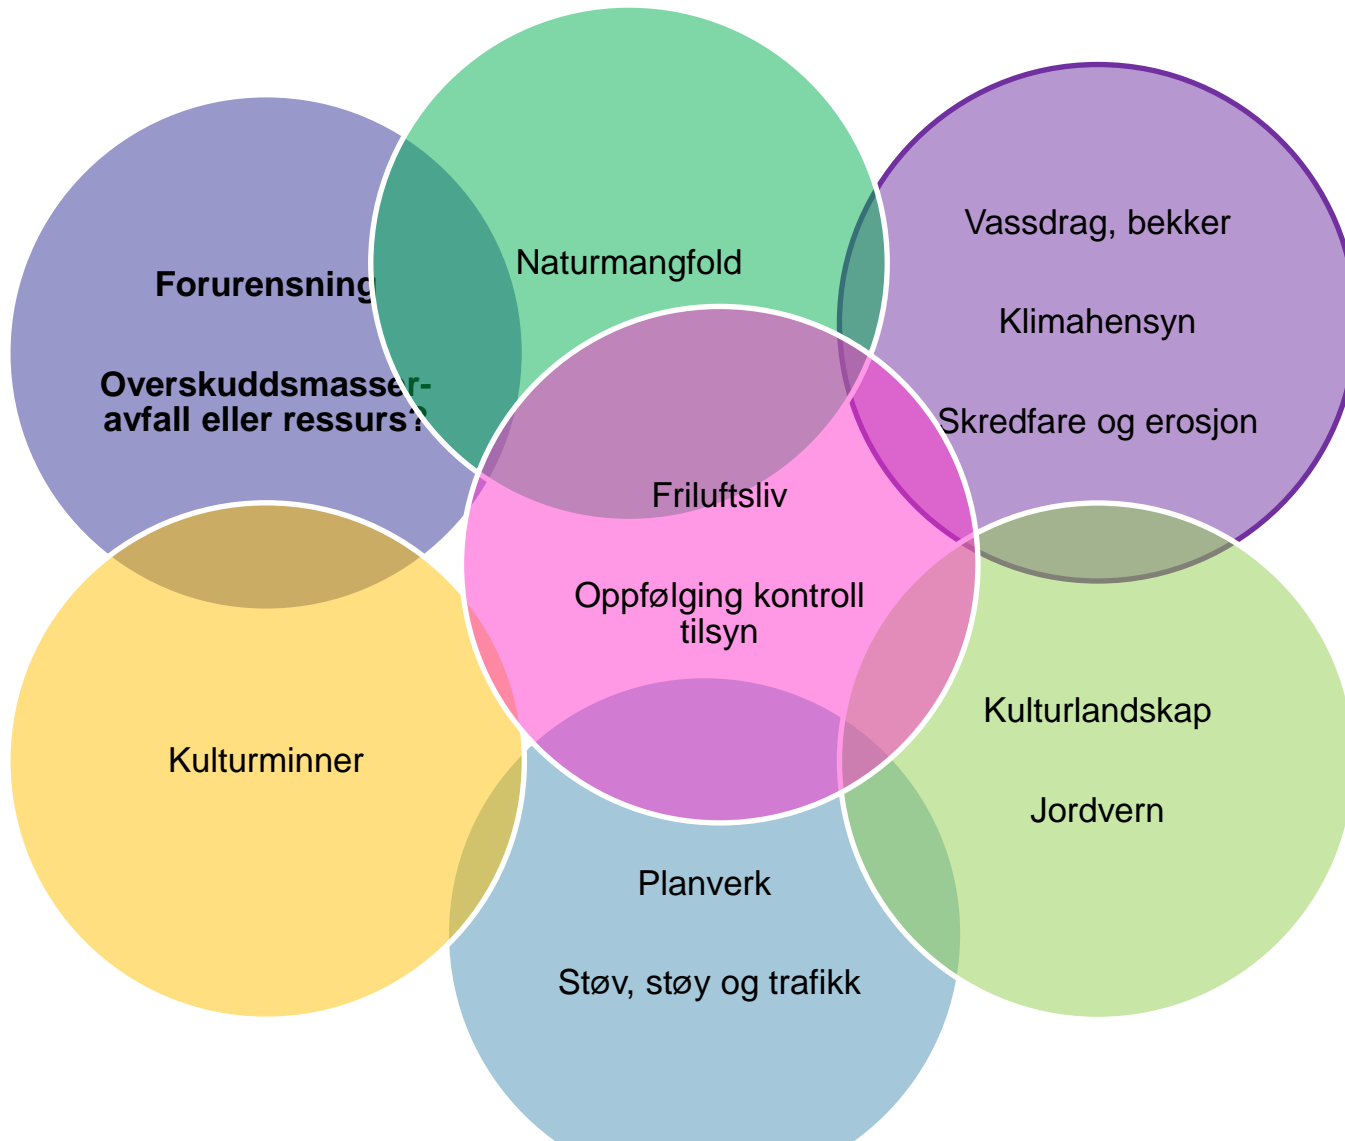 Forurensning
Overskuddsmasser-
avfall eller ressurs?
Naturmangfold
Vassdrag, bekker
Klimahensyn
Skredfare og erosjon
Friluftsliv
Oppfølging kontroll
tilsyn
Kulturminner
Kulturlandskap
Jordvern
Planverk
Støv, støy og trafikk